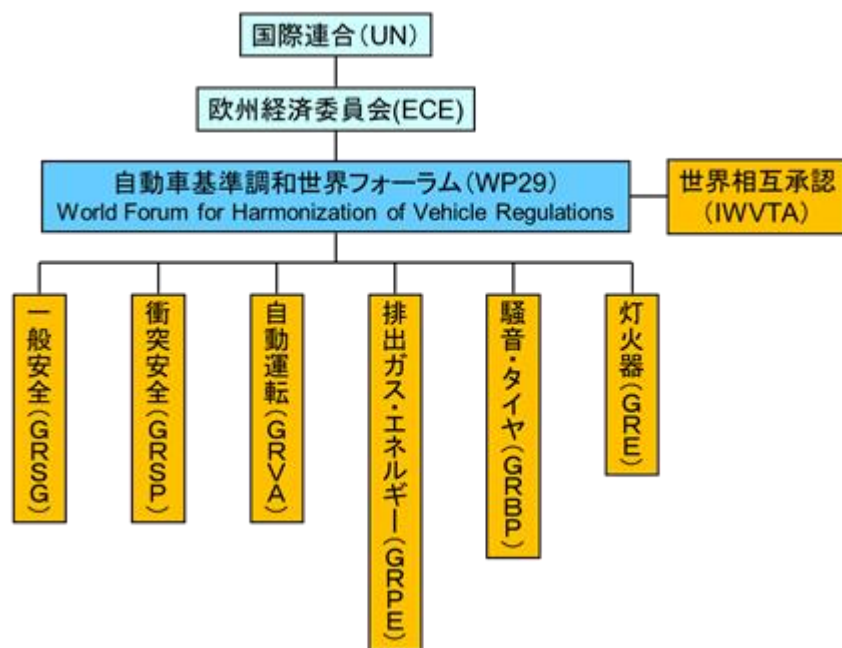 国際連合(UN)
欧州経済委員会(ECE)
自動車基準調和世界フォーラム(WP29)
World Forum for Harmonization of Vehicle Regulations
世界相互承認
(IWVTA)
一般安全(GRSG)
衝突安全(GRSP)
自動運転(GRVA)
排出ガス・エネルギー(GRPE)
騒音・タイヤ(GRBP)
灯火器(GRE)